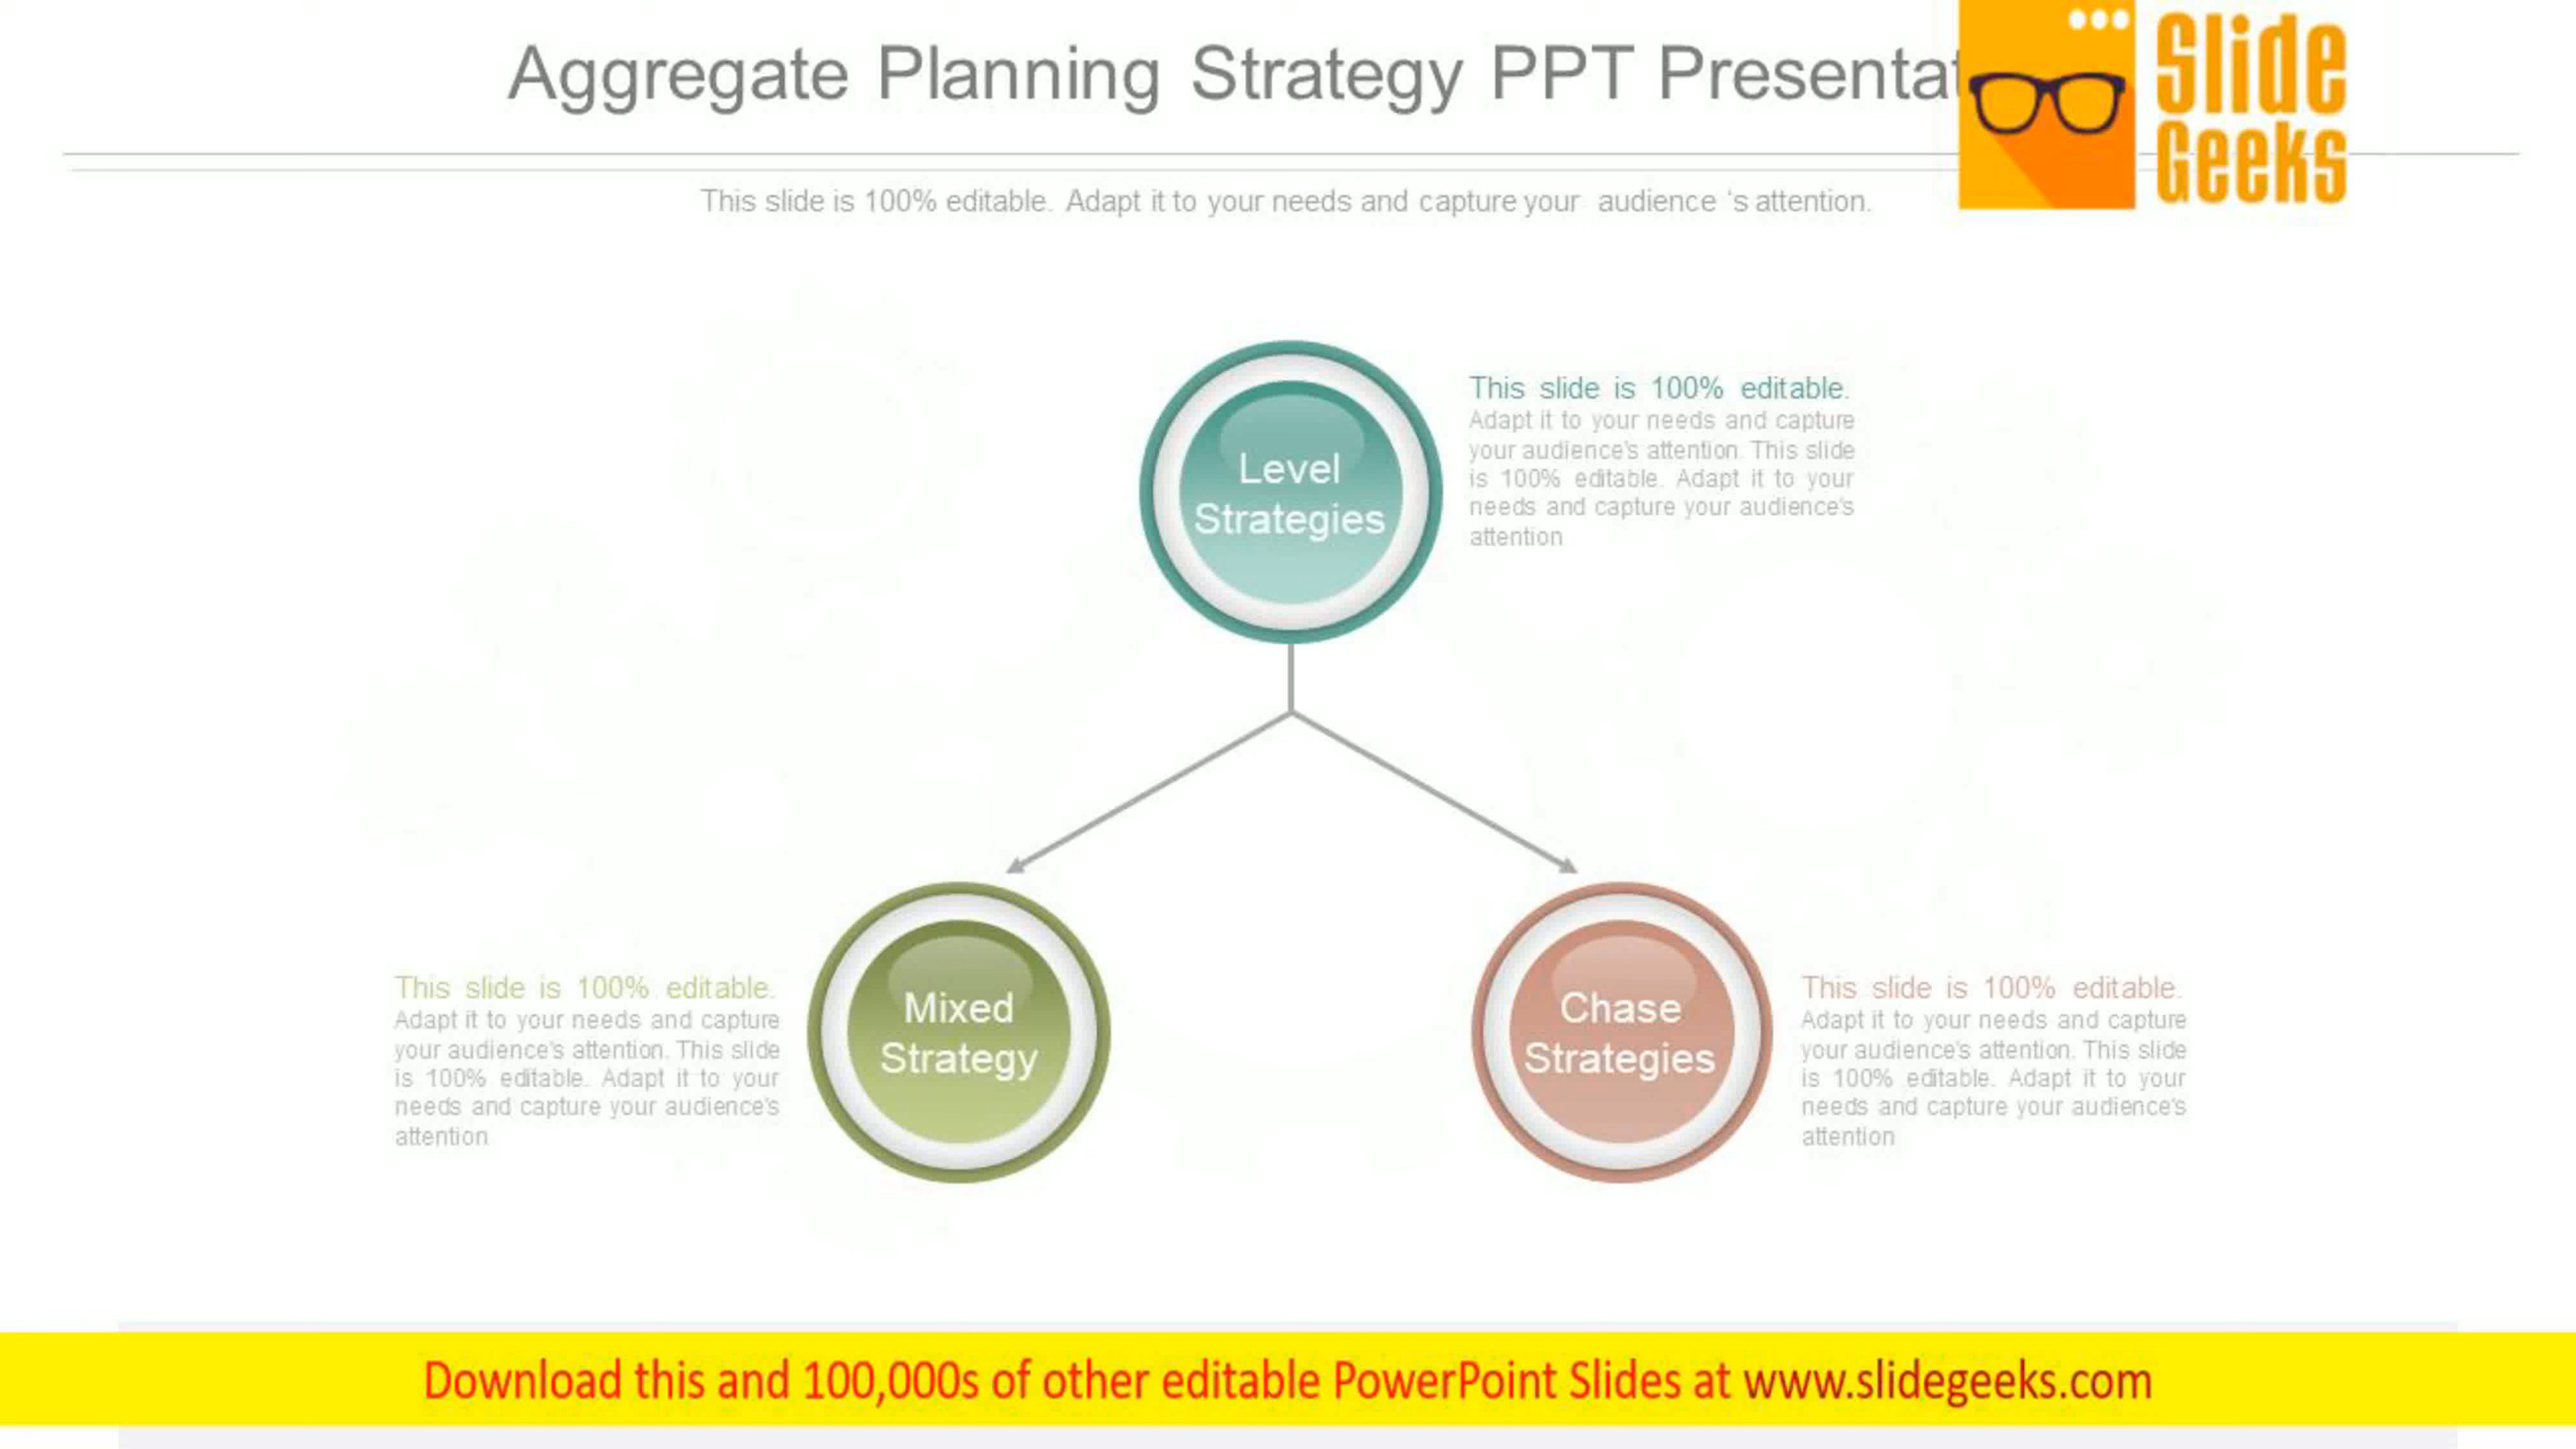 Aggregate Planning Strategy PPT Presentat
Slide
Geeks
This slide is 100% editable. Adapt it to your needs and capture your audience 's attention.
Level
Strategies
This slide is 100% editable.
Adapt it to your needs and capture
your audience's attention. This slide
is 100% editable. Adapt it to your
needs and capture your audience's
attention
This slide is 100% editable.
Adapt it to your needs and capture
your audience's attention. This slide
is 100% editable. Adapt it to your
needs and capture your audience's
attention
Mixed
Strategy
Chase
Strategies
This slide is 100% editable.
Adapt it to your needs and capture
your audience's attention. This slide
is 100% editable. Adapt it to your
needs and capture your audience's
attention
Download this and 100,000s of other editable PowerPoint Slides at www.slidegeeks.com